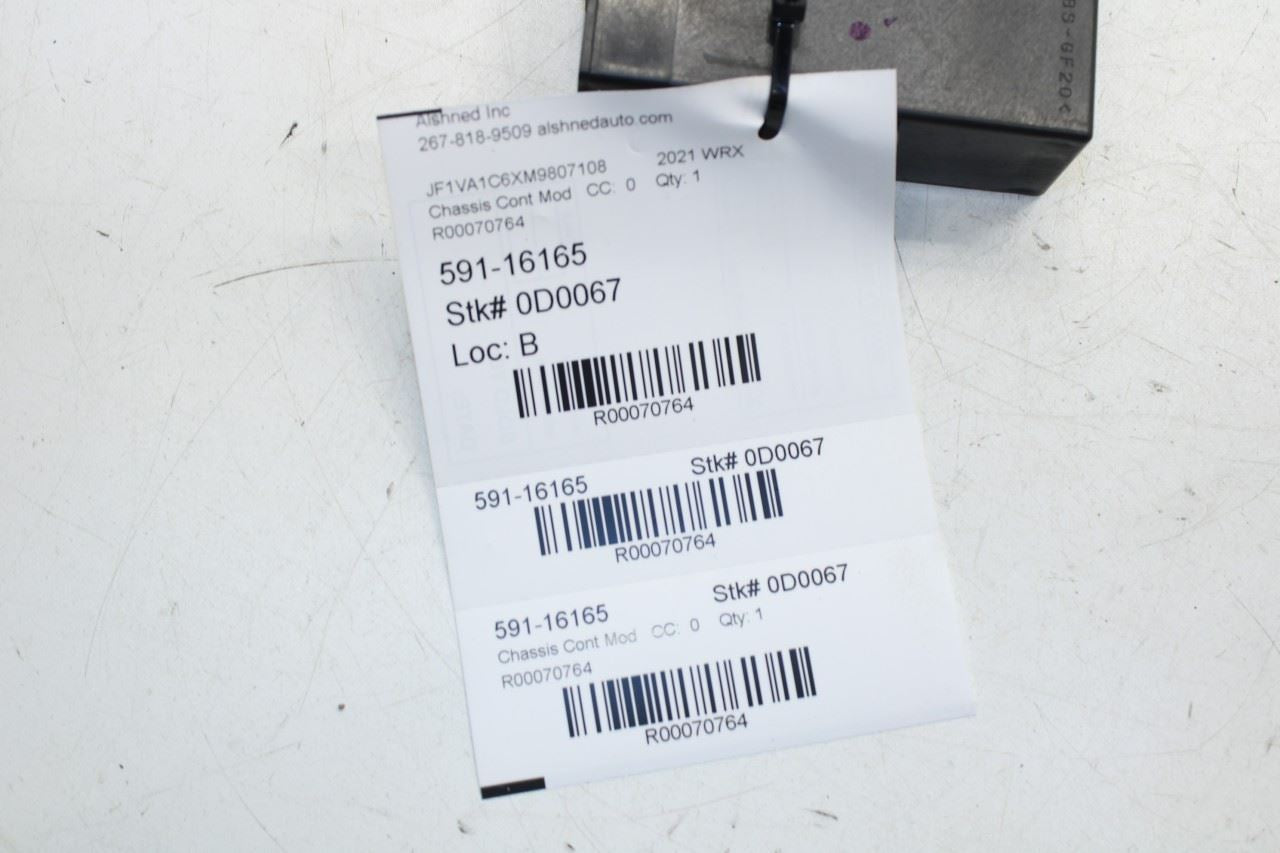 BS-GF20<
Alshned Inc
267-818-9509 alshnedauto.com
JF1VA1C6XM9807108 2021 WRX
Chassis Cont Mod CC: 0 Qty: 1
R00070764
591-16165
Stk# 0D0067
Loc: B
R00070764
591-16165 Stk# 0D0067
R00070764
591-16165 Stk# 0D0067
Chassis Cont Mod CC: 0 Qty: 1
R00070764
R00070764